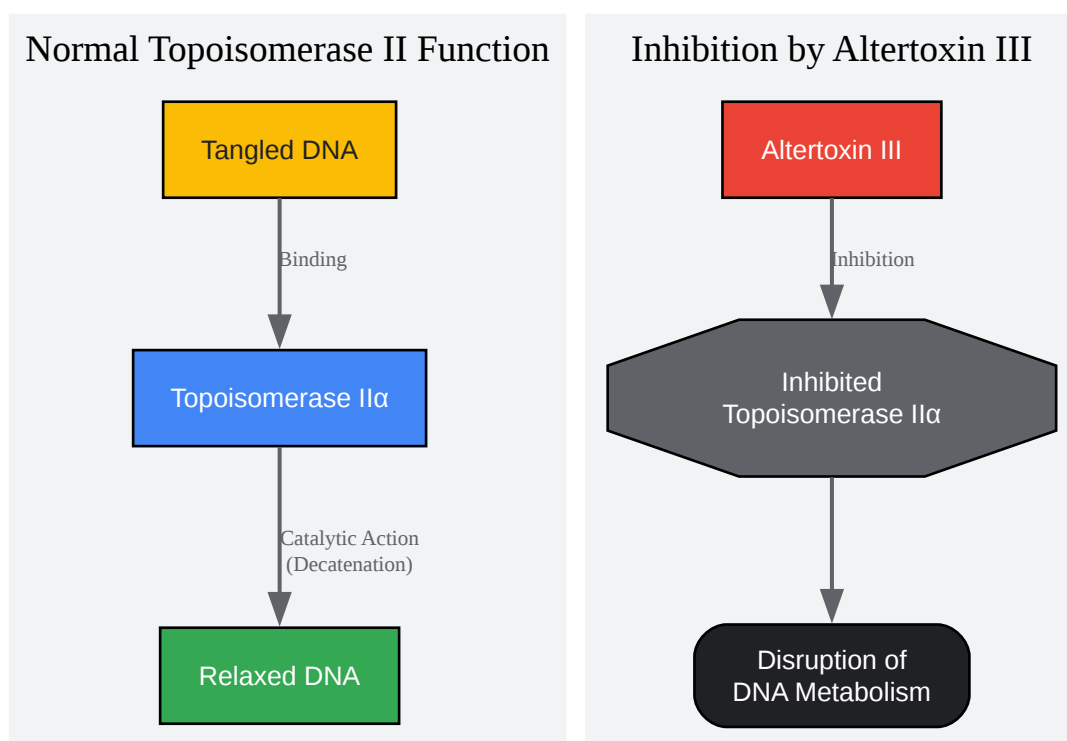 Normal Topoisomerase II Function
Tangled DNA
Binding
Topoisomerase IIα
Catalytic Action
(Decatenation)
Relaxed DNA
Inhibition by Altertoxin III
Altertoxin III
Inhibition
Inhibited
Topoisomerase IIα
Disruption of
DNA Metabolism